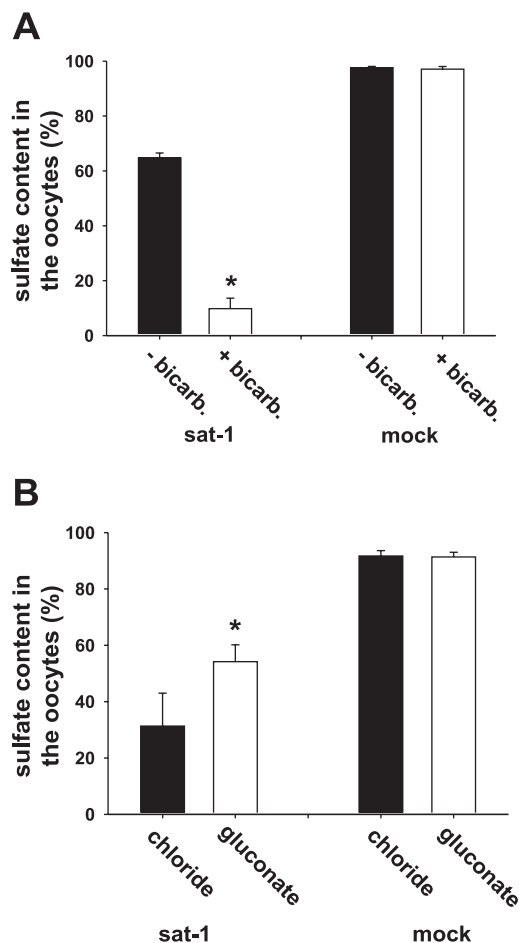 A
sulfate content in
the oocytes (%)
100
80
60
40
20
0
*
- bicarb.
+ bicarb.
- bicarb.
+ bicarb.
sat-1
mock
B
sulfate content in
the oocytes (%)
100
80
60
40
20
0
*
chloride
gluconate
chloride
gluconate
sat-1
mock